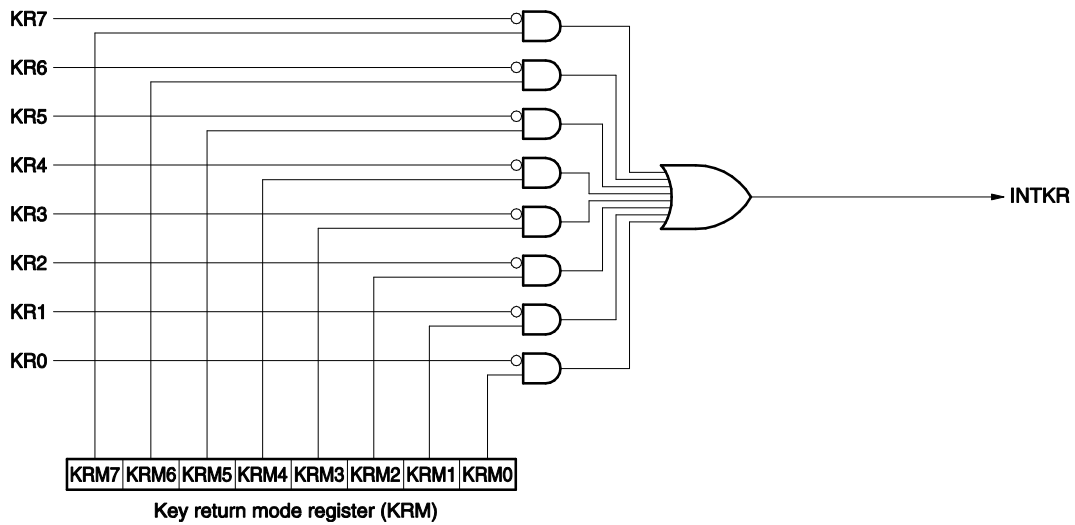 KR7
KR6
KR5
KR4
KR3
INTKR
KR2
KR1
KR0
KRM7 KRM6 KRM5 KRM4 KRM3 KRM2 KRM1 KRM0
Key return mode register (KRM)